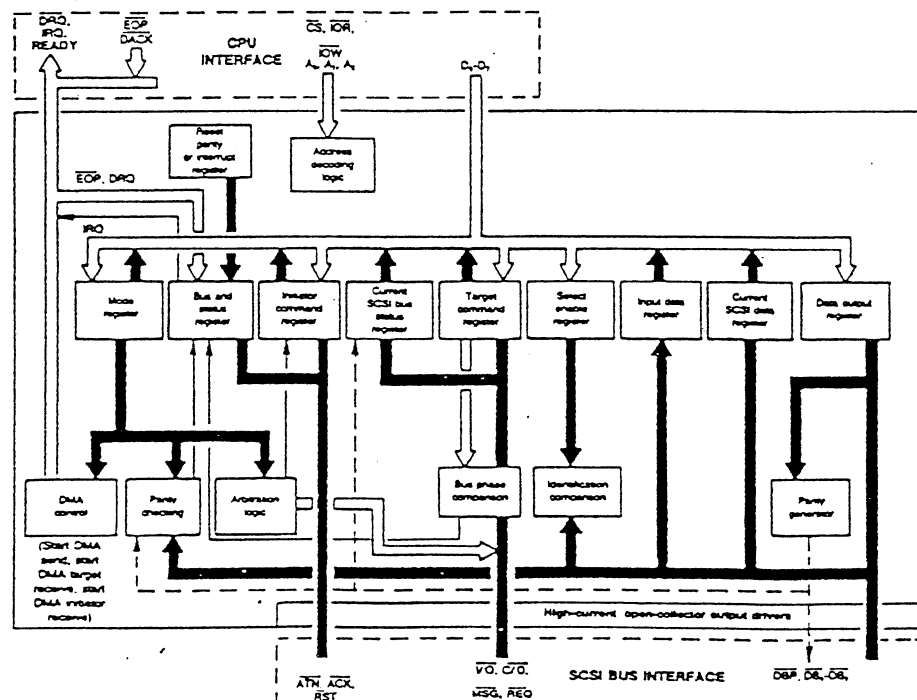 DRQ,
IRQ,
READY
EOP
DACK
CPU
INTERFACE
CS, IOR,
IOW
A₀, A₁, A₂
D₀-D₇
Reset
parity
or interrupt
register
Address
decoding
logic
EOP, DRQ
IRQ
Mode
register
Bus and
status
register
Initiator
command
register
Current
SCSI bus
status
register
Target
command
register
Select
enable
register
Input data
register
Current
SCSI data
register
Data output
register
DMA
control
Parity
checking
Arbitration
logic
Bus phase
comparison
Identification
comparison
Parity
generator
(Start DMA
send, start
DMA target
receive, start
DMA initiator
receive)
High-current open-collector output drivers
ATN, ACK,
RST
I/O, C/D,
MSG, REQ
SCSI BUS INTERFACE
DBP, DB₀-DB₇